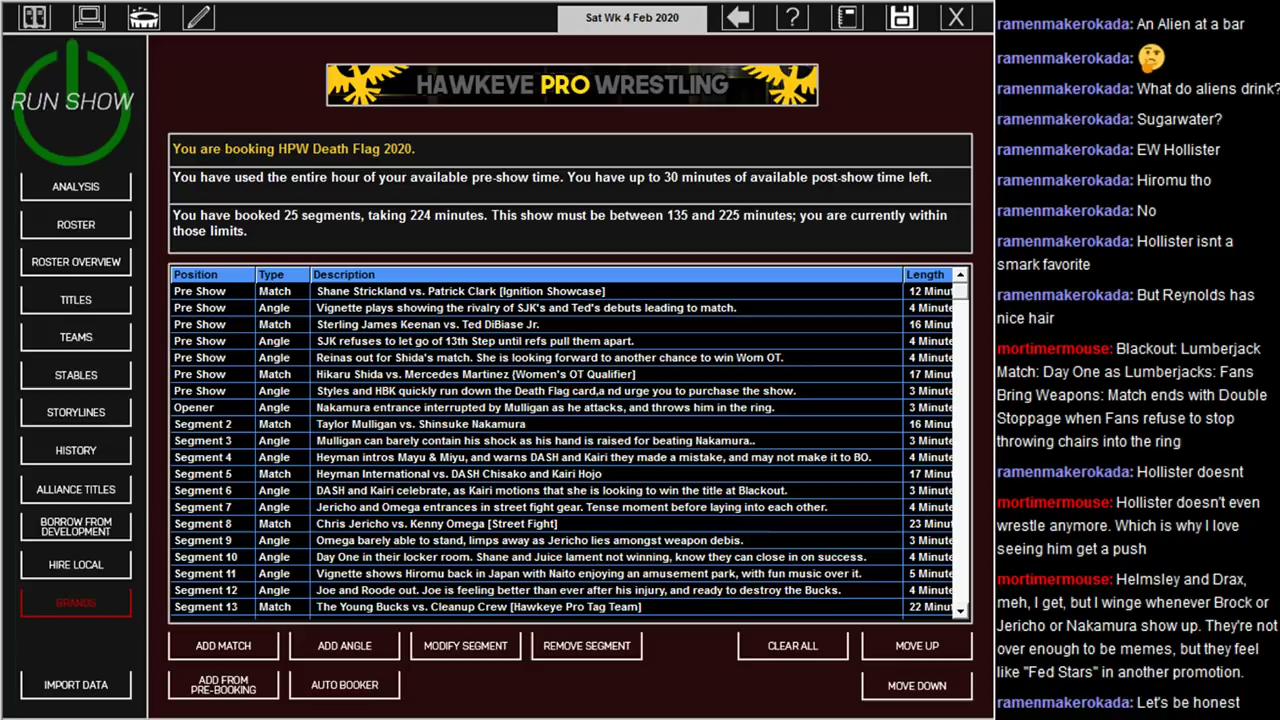 Sat Wk 4 Feb 2020
?
X
RUN SHOW
ANALYSIS
ROSTER
ROSTER OVERVIEW
TITLES
TEAMS
STABLES
STORYLINES
HISTORY
ALLIANCE TITLES
BORROW FROM
DEVELOPMENT
HIRE LOCAL
BRANDS
IMPORT DATA
HAWKEYE PRO WRESTLING
You are booking HPW Death Flag 2020.
You have used the entire hour of your available pre-show time. You have up to 30 minutes of available post-show time left.
You have booked 25 segments, taking 224 minutes. This show must be between 135 and 225 minutes; you are currently within
those limits.
Position Type Description Length
Pre Show Match Shane Strickland vs. Patrick Clark [Ignition Showcase] 12 Minut
Pre Show Angle Vignette plays showing the rivalry of SJK's and Ted's debuts leading to match. 4 Minute
Pre Show Match Sterling James Keenan vs. Ted DiBiase Jr. 16 Minut
Pre Show Angle SJK refuses to let go of 13th Step until refs pull them apart. 4 Minute
Pre Show Angle Reinas out for Shida's match. She is looking forward to another chance to win Wom OT. 4 Minute
Pre Show Match Hikaru Shida vs. Mercedes Martinez {Women's OT Qualifier] 17 Minut
Pre Show Angle Styles and HBK quickly run down the Death Flag card,and urge you to purchase the show. 3 Minute
Opener Angle Nakamura entrance interrupted by Mulligan as he attacks, and throws him in the ring. 3 Minute
Segment 2 Match Taylor Mulligan vs. Shinsuke Nakamura 16 Minut
Segment 3 Angle Mulligan can barely contain his shock as his hand is raised for beating Nakamura.. 3 Minute
Segment 4 Angle Heyman intros Mayu & Miyu, and warns DASH and Kairi they made a mistake, and may not make it to BO. 4 Minute
Segment 5 Match Heyman International vs. DASH Chisako and Kairi Hojo 17 Minut
Segment 6 Angle DASH and Kairi celebrate, as Kairi motions that she is looking to win the title at Blackout. 3 Minute
Segment 7 Angle Jericho and Omega entrances in street fight gear. Tense moment before laying into each other. 4 Minute
Segment 8 Match Chris Jericho vs. Kenny Omega [Street Fight] 23 Minut
Segment 9 Angle Omega barely able to stand, limps away as Jericho lies amongst weapon debis. 3 Minute
Segment 10 Angle Day One in their locker room. Shane and Juice lament not winning, know they can close in on success. 4 Minute
Segment 11 Angle Vignette shows Hiromu back in Japan with Naito enjoying an amusement park, with fun music over it. 5 Minute
Segment 12 Angle Joe and Roode out. Joe is feeling better than ever after his injury, and ready to destroy the Bucks. 4 Minute
Segment 13 Match The Young Bucks vs. Cleanup Crew [Hawkeye Pro Tag Team] 22 Minut
ADD MATCH
ADD ANGLE
MODIFY SEGMENT
REMOVE SEGMENT
CLEAR ALL
MOVE UP
ADD FROM
PRE-BOOKING
AUTO BOOKER
MOVE DOWN
ramenmakerokada: An Alien at a bar
ramenmakerokada: 🤔
ramenmakerokada: What do aliens drink?
ramenmakerokada: Sugarwater?
ramenmakerokada: EW Hollister
ramenmakerokada: Hiromu tho
ramenmakerokada: No
ramenmakerokada: Hollister isnt a
smark favorite
ramenmakerokada: But Reynolds has
nice hair
mortimermouse: Blackout: Lumberjack
Match: Day One as Lumberjacks: Fans
Bring Weapons: Match ends with Double
Stoppage when Fans refuse to stop
throwing chairs into the ring
ramenmakerokada: Hollister doesnt
mortimermouse: Hollister doesn't even
wrestle anymore. Which is why I love
seeing him get a push
mortimermouse: Helmsley and Drax,
meh, I get, but I winge whenever Brock or
Jericho or Nakamura show up. They're not
over enough to be memes, but they feel
like "Fed Stars" in another promotion.
ramenmakerokada: Let's be honest